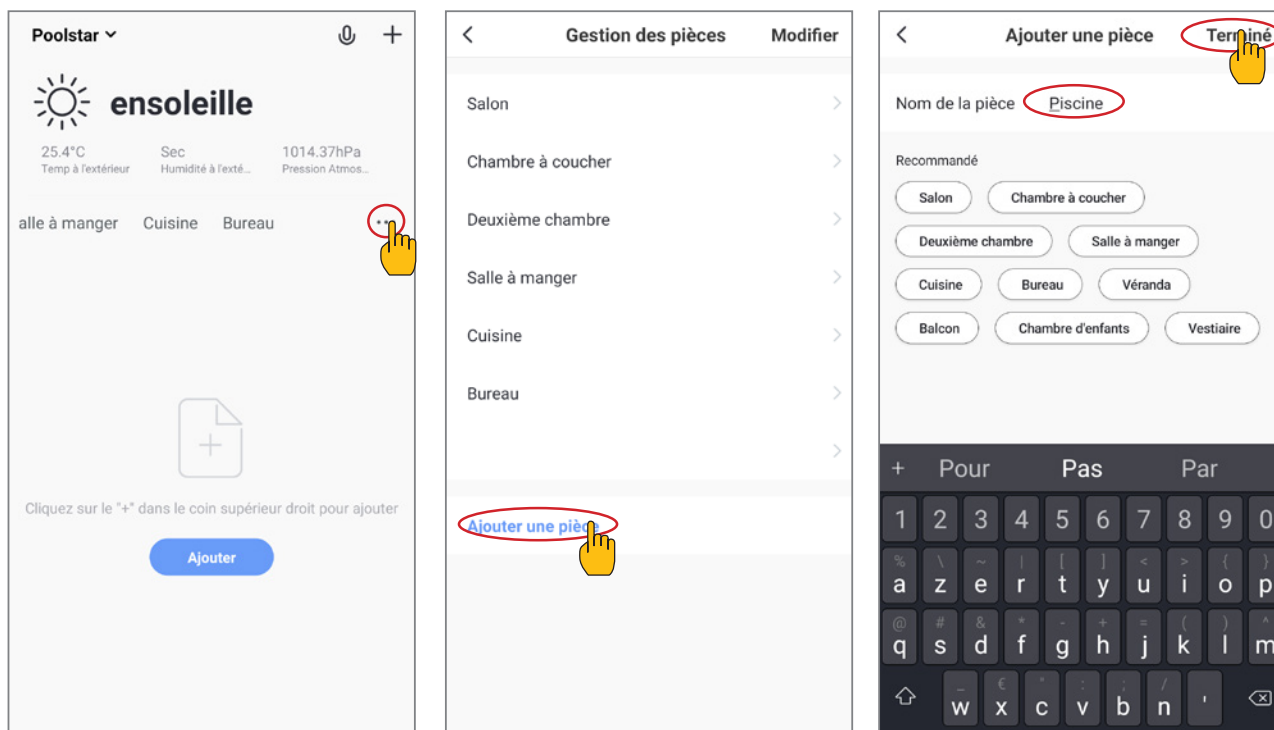 Poolstar
ensoleille
25.4°C Sec 1014.37hPa
Temp à l'extérieur Humidité à l'exté... Pression Atmos...
alle à manger Cuisine Bureau
Cliquez sur le "+" dans le coin supérieur droit pour ajouter
Ajouter
Gestion des pièces Modifier
Salon
Chambre à coucher
Deuxième chambre
Salle à manger
Cuisine
Bureau
Ajouter une pièce
Ajouter une pièce Terminé
Nom de la pièce Piscine
Recommandé
Salon Chambre à coucher
Deuxième chambre Salle à manger
Cuisine Bureau Véranda
Balcon Chambre d'enfants Vestiaire
+ Pour Pas Par
1 2 3 4 5 6 7 8 9 0
% \ ~ | [ ] < > { }
a z e r t y u i o p
@ # & * - + = ( ) ^
q s d f g h j k l m
_ € " : ; /
w x c v b n '